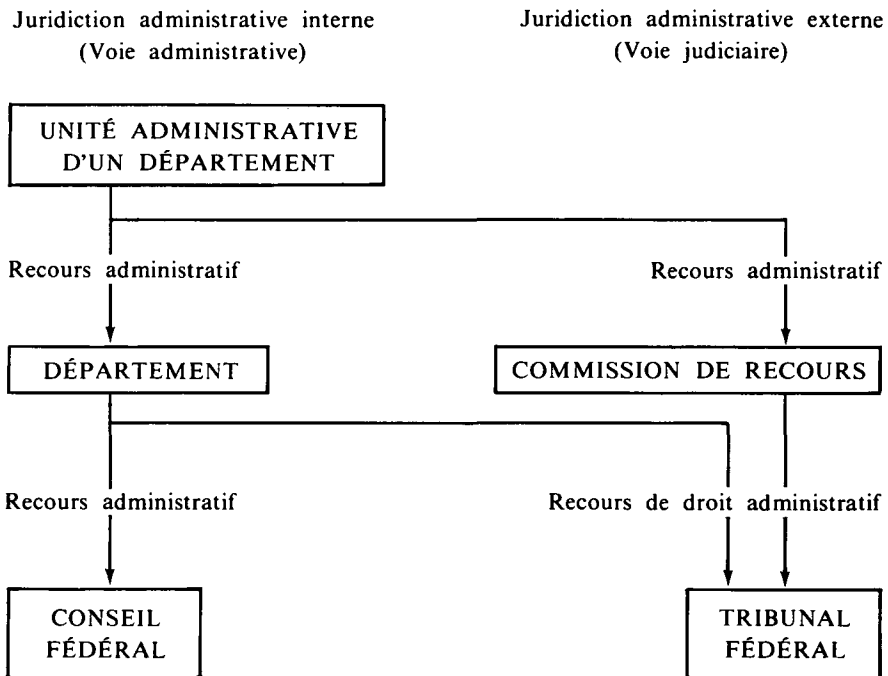 Juridiction administrative interne
(Voie administrative)
Juridiction administrative externe
(Voie judiciaire)
UNITÉ ADMINISTRATIVE
D'UN DÉPARTEMENT
Recours administratif
Recours administratif
DÉPARTEMENT
COMMISSION DE RECOURS
Recours administratif
Recours de droit administratif
CONSEIL
FÉDÉRAL
TRIBUNAL
FÉDÉRAL